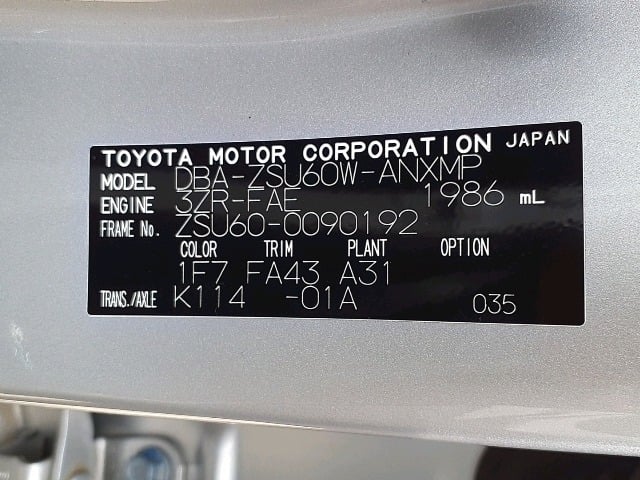 TOYOTA MOTOR CORPORATION JAPAN
MODEL DBA-ZSU60W-ANXMP
ENGINE 3ZR-FAE 1986 mL
FRAME No. ZSU60-0090192
COLOR TRIM PLANT OPTION
1F7 FA43 A31
TRANS./AXLE K114 -01A 035